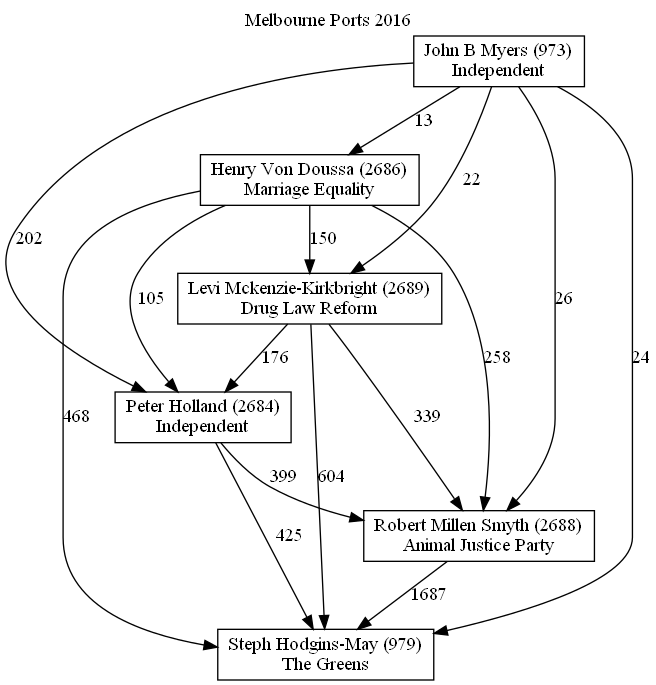 Melbourne Ports 2016
John B Myers (973)
Independent
13
Henry Von Doussa (2686)
Marriage Equality
22
202
150
Levi Mckenzie-Kirkbright (2689)
Drug Law Reform
105
26
176
258
24
Peter Holland (2684)
Independent
468
339
399
604
Robert Millen Smyth (2688)
Animal Justice Party
425
1687
Steph Hodgins-May (979)
The Greens